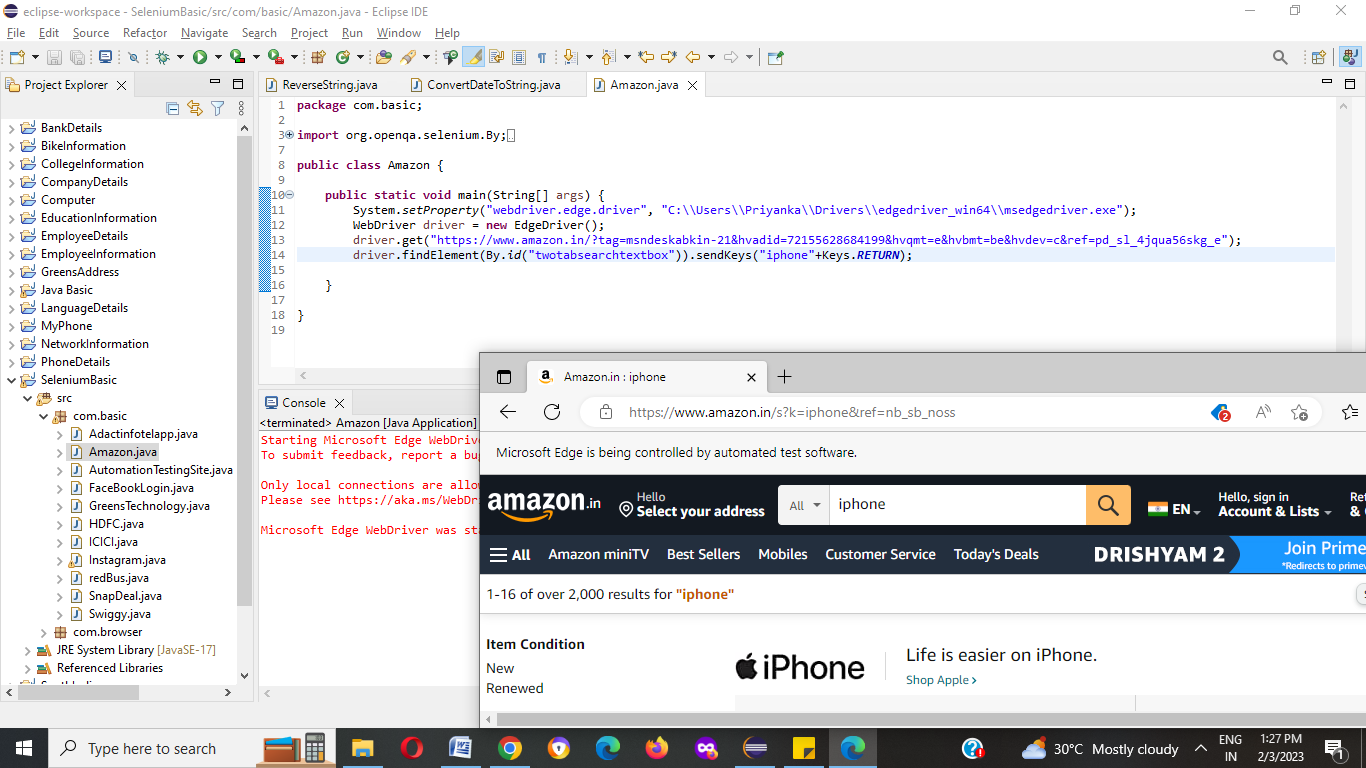 eclipse-workspace - SeleniumBasic/src/com/basic/Amazon.java - Eclipse IDE
File Edit Source Refactor Navigate Search Project Run Window Help
Project Explorer
BankDetails
BikeInformation
CollegeInformation
CompanyDetails
Computer
EducationInformation
EmployeeDetails
EmployeeInformation
GreensAddress
Java Basic
LanguageDetails
MyPhone
NetworkInformation
PhoneDetails
SeleniumBasic
src
com.basic
Adactinfotelapp.java
Amazon.java
AutomationTestingSite.java
FaceBookLogin.java
GreensTechnology.java
HDFC.java
ICICI.java
Instagram.java
redBus.java
SnapDeal.java
Swiggy.java
com.browser
JRE System Library [JavaSE-17]
Referenced Libraries
ReverseString.java ConvertDateToString.java Amazon.java
1 package com.basic;
2
3 import org.openqa.selenium.By;
7
8 public class Amazon {
9
10 public static void main(String[] args) {
11 System.setProperty("webdriver.edge.driver", "C:\\Users\\Priyanka\\Drivers\\edgedriver_win64\\msedgedriver.exe");
12 WebDriver driver = new EdgeDriver();
13 driver.get("https://www.amazon.in/?tag=msndeskabkin-21&hvadid=72155628684199&hvqmt=e&hvbmt=be&hvdev=c&ref=pd_sl_4jqua56skg_e");
14 driver.findElement(By.id("twotabsearchtextbox")).sendKeys("iphone"+Keys.RETURN);
15
16 }
17
18 }
19
Console
<terminated> Amazon [Java Application]
Starting Microsoft Edge WebDrive
To submit feedback, report a bug
Only local connections are allow
Please see https://aka.ms/WebDri
Microsoft Edge WebDriver was sta
Amazon.in : iphone
https://www.amazon.in/s?k=iphone&ref=nb_sb_noss
2
Microsoft Edge is being controlled by automated test software.
amazon.in
Hello
Select your address
All iphone
EN
Hello, sign in
Account & Lists
Ret
& O
All Amazon miniTV Best Sellers Mobiles Customer Service Today's Deals
DRISHYAM 2
Join Prime
*Redirects to primev
1-16 of over 2,000 results for "iphone"
Item Condition
New
Renewed
iPhone
Life is easier on iPhone.
Shop Apple
Type here to search
30°C Mostly cloudy
ENG
IN
1:27 PM
2/3/2023
1